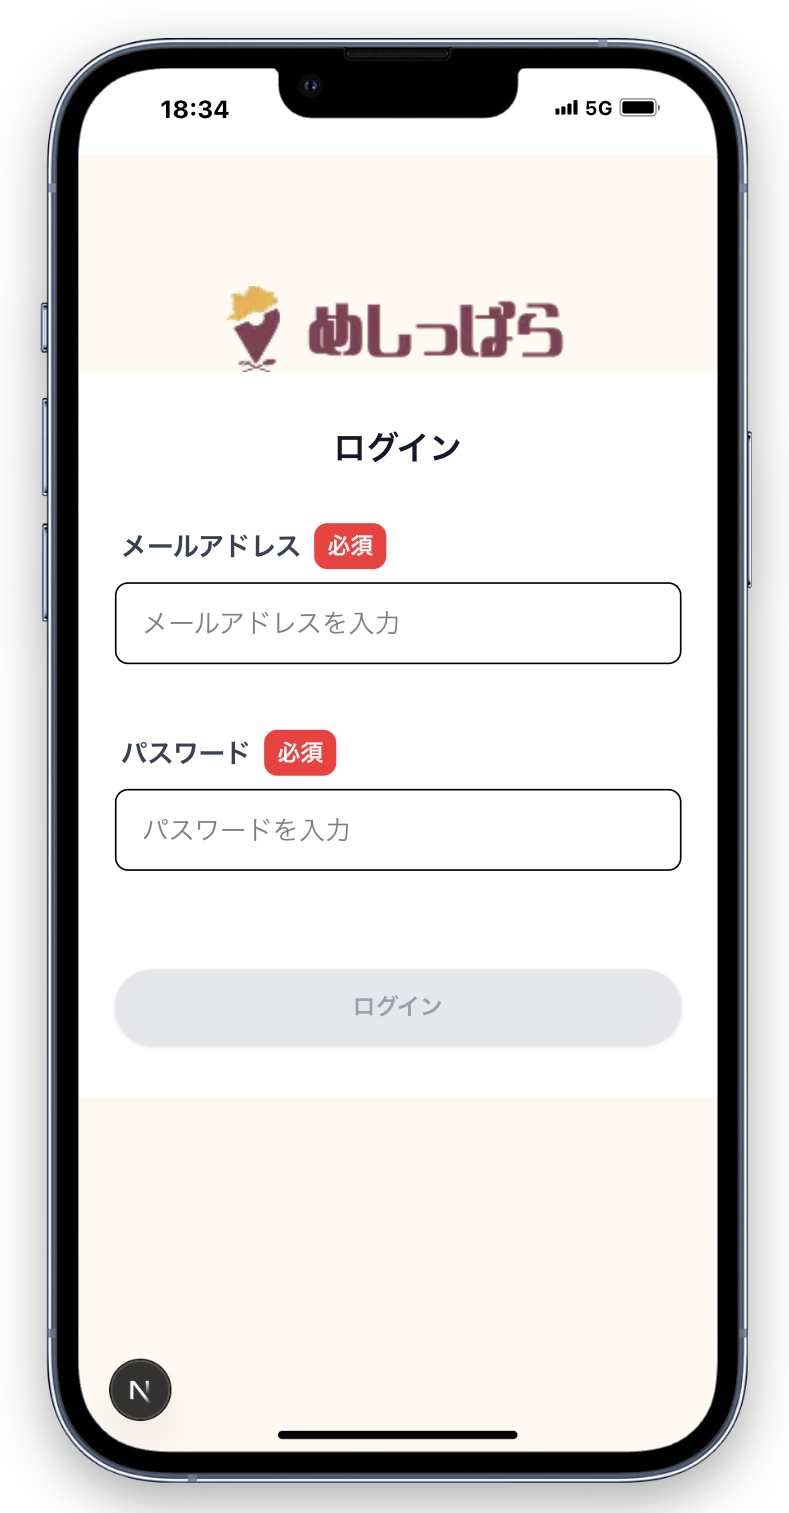 18:34 5G
めしっぱら
ログイン
メールアドレス 必須
メールアドレスを入力
パスワード 必須
パスワードを入力
ログイン
N